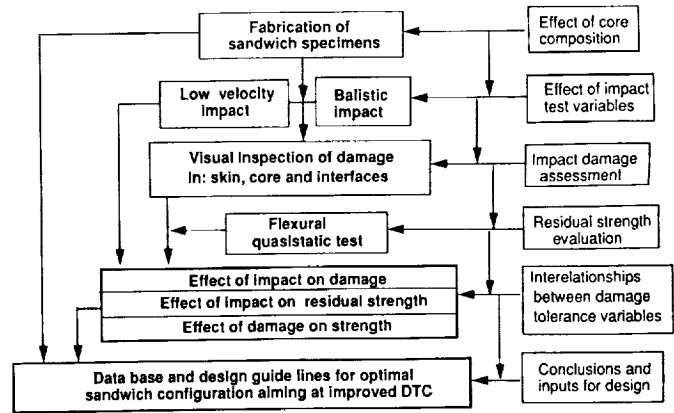 Fabrication of
sandwich specimens
Effect of core
composition
Low velocity
impact
Balistic
impact
Effect of impact
test variables
Visual Inspection of damage
In: skin, core and interfaces
Impact damage
assessment
Flexural
quasistatic test
Residual strength
evaluation
Effect of impact on damage
Effect of impact on residual strength
Effect of damage on strength
Interelationships
between damage
tolerance variables
Data base and design guide lines for optimal
sandwich configuration aiming at improved DTC
Conclusions and
inputs for design